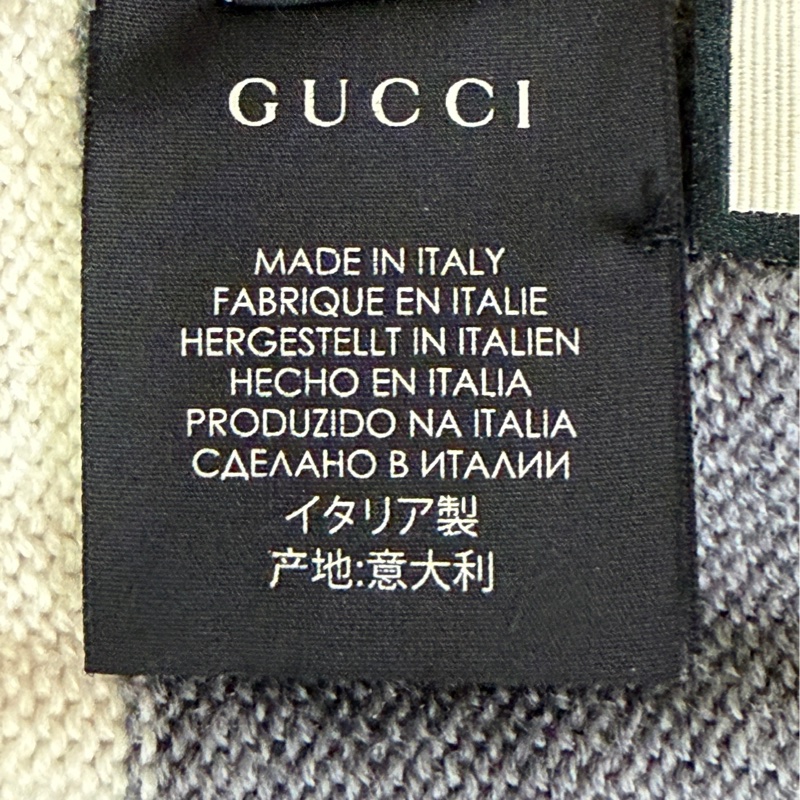 GUCCI
MADE IN ITALY
FABRIQUE EN ITALIE
HERGESTELLT IN ITALIEN
HECHO EN ITALIA
PRODUZIDO NA ITALIA
СДЕЛАНО В ИТАЛИИ
イタリア製
产地:意大利